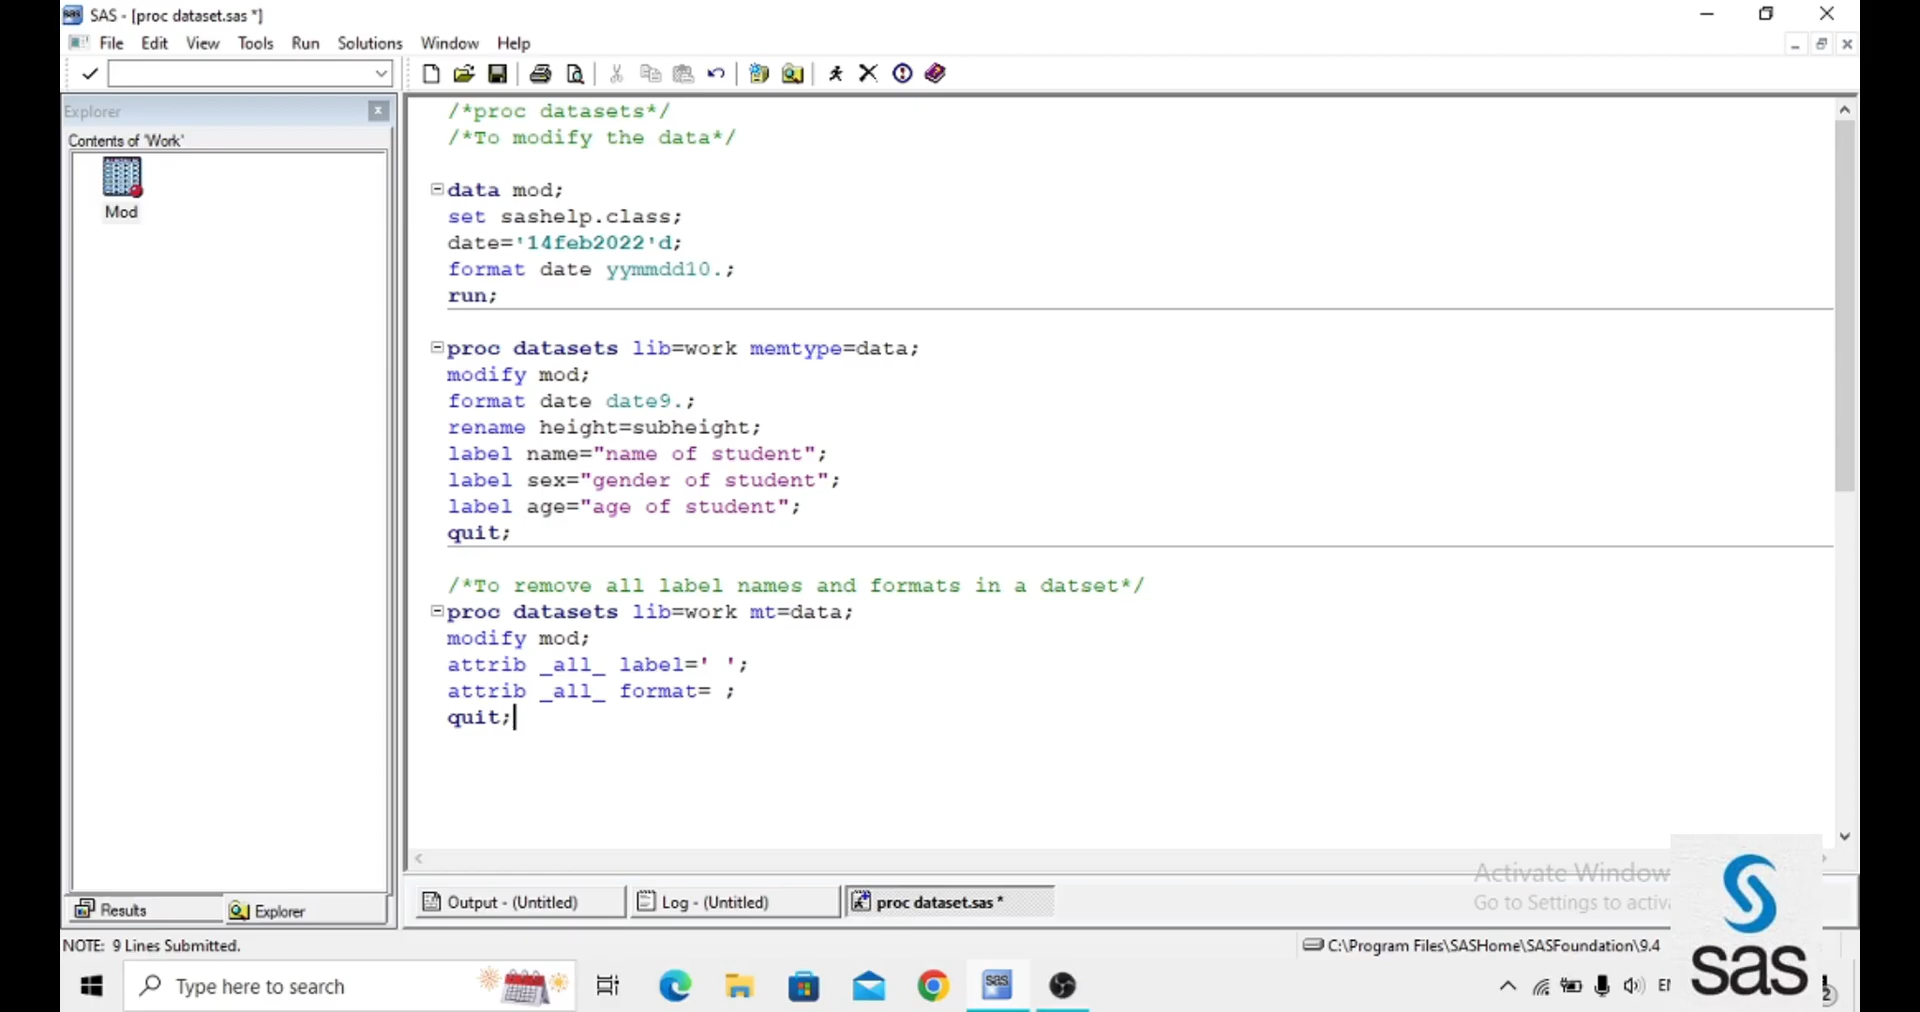 SAS - [proc dataset.sas *]
File Edit View Tools Run Solutions Window Help
Explorer
Contents of 'Work'
Mod
/*proc datasets*/
/*To modify the data*/
data mod;
set sashelp.class;
date='14feb2022'd;
format date yymmdd10.;
run;
proc datasets lib=work memtype=data;
modify mod;
format date date9.;
rename height=subheight;
label name="name of student";
label sex="gender of student";
label age="age of student";
quit;
/*To remove all label names and formats in a datset*/
proc datasets lib=work mt=data;
modify mod;
attrib _all_ label=' ';
attrib _all_ format= ;
quit;
Activate Window
Go to Settings to activa
Results Explorer
Output - (Untitled) Log - (Untitled) proc dataset.sas *
NOTE: 9 Lines Submitted.
C:\Program Files\SASHome\SASFoundation\9.4
sas
Type here to search
sas
2